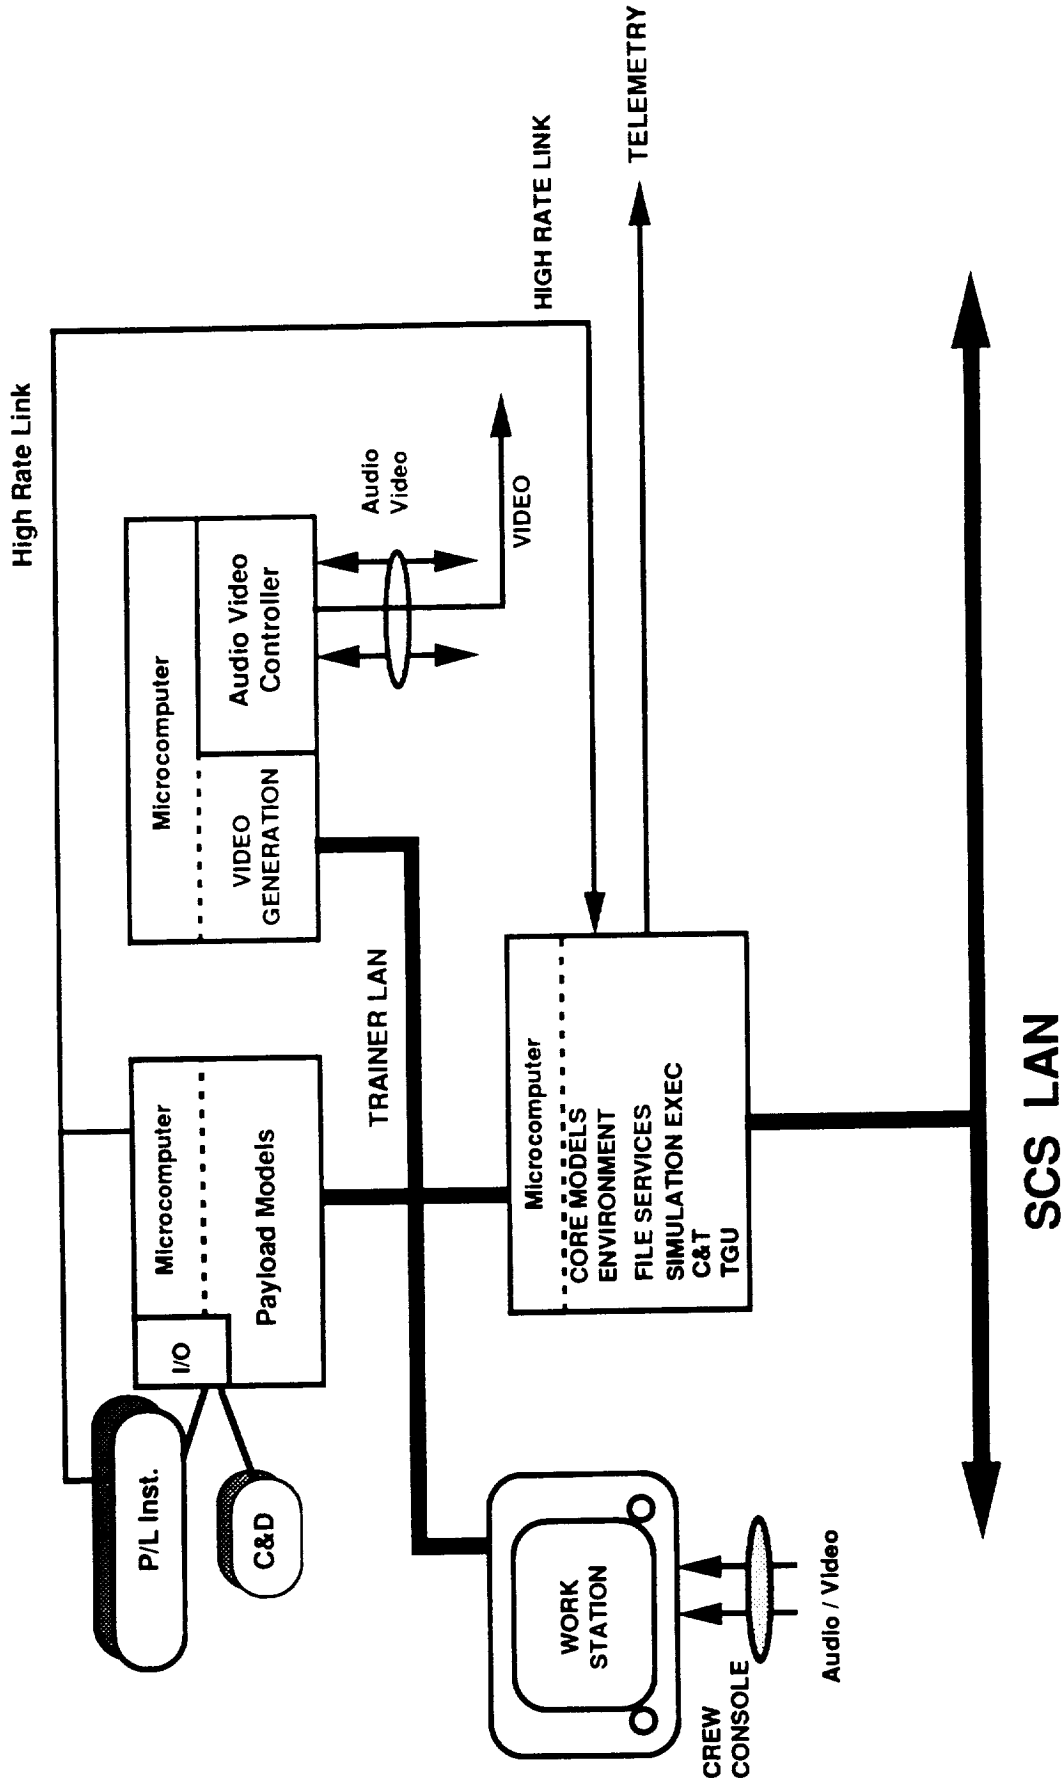 High Rate Link
P/L Inst.
C&D
I/O
Microcomputer
Payload Models
Microcomputer
VIDEO
GENERATION
Audio Video
Controller
Audio
Video
VIDEO
HIGH RATE LINK
TELEMETRY
TRAINER LAN
Microcomputer
CORE MODELS
ENVIRONMENT
FILE SERVICES
SIMULATION EXEC
C&T
TGU
WORK
STATION
CREW
CONSOLE
Audio / Video
SCS LAN